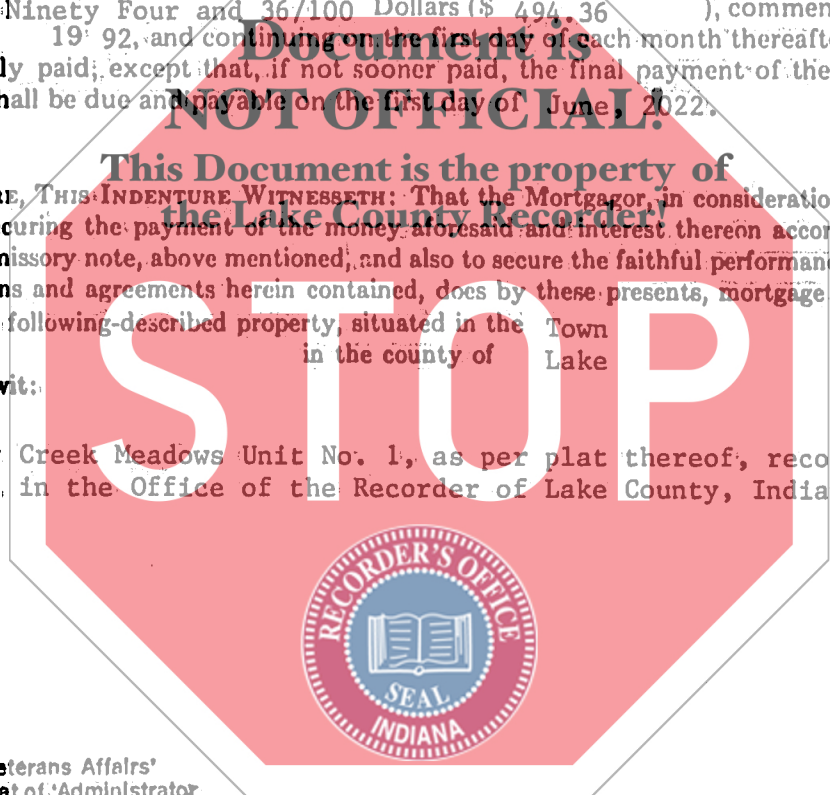 Ninety Four and 36/100 Dollars ($ 494.36 ), commen
19 92, and continuing on the first day of each month thereafte
ly paid; except that, if not sooner paid, the final payment of the
hall be due and payable on the first day of June, 2022.
Document is
NOT OFFICIAL!
This Document is the property of
the Lake County Recorder!
RE, THIS INDENTURE WITNESSETH: That the Mortgagor, in consideratio
curing the payment of the money aforesaid and interest thereon accor
missory note, above mentioned, and also to secure the faithful performanc
ns and agreements herein contained, does by these presents, mortgage
following-described property, situated in the Town
in the county of Lake
wit:
STOP
Creek Meadows Unit No. 1, as per plat thereof, reco
in the Office of the Recorder of Lake County, India
RECORDER'S OFFICE
SEAL
INDIANA
eterans Affairs'
at of Administrator